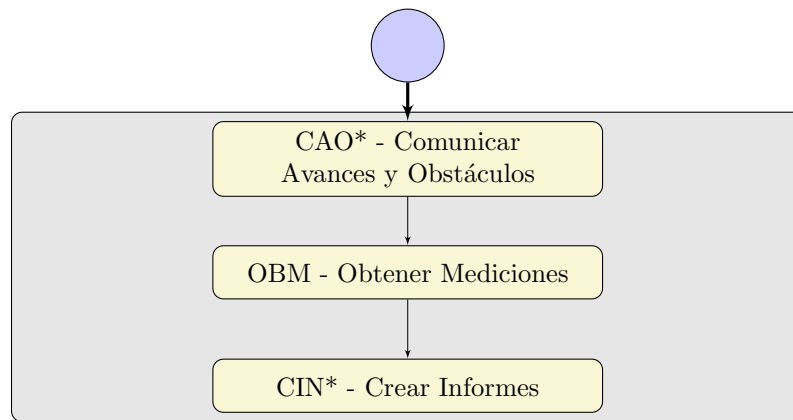 CAO* - Comunicar
Avances y Obstáculos
OBM - Obtener Mediciones
CIN* - Crear Informes